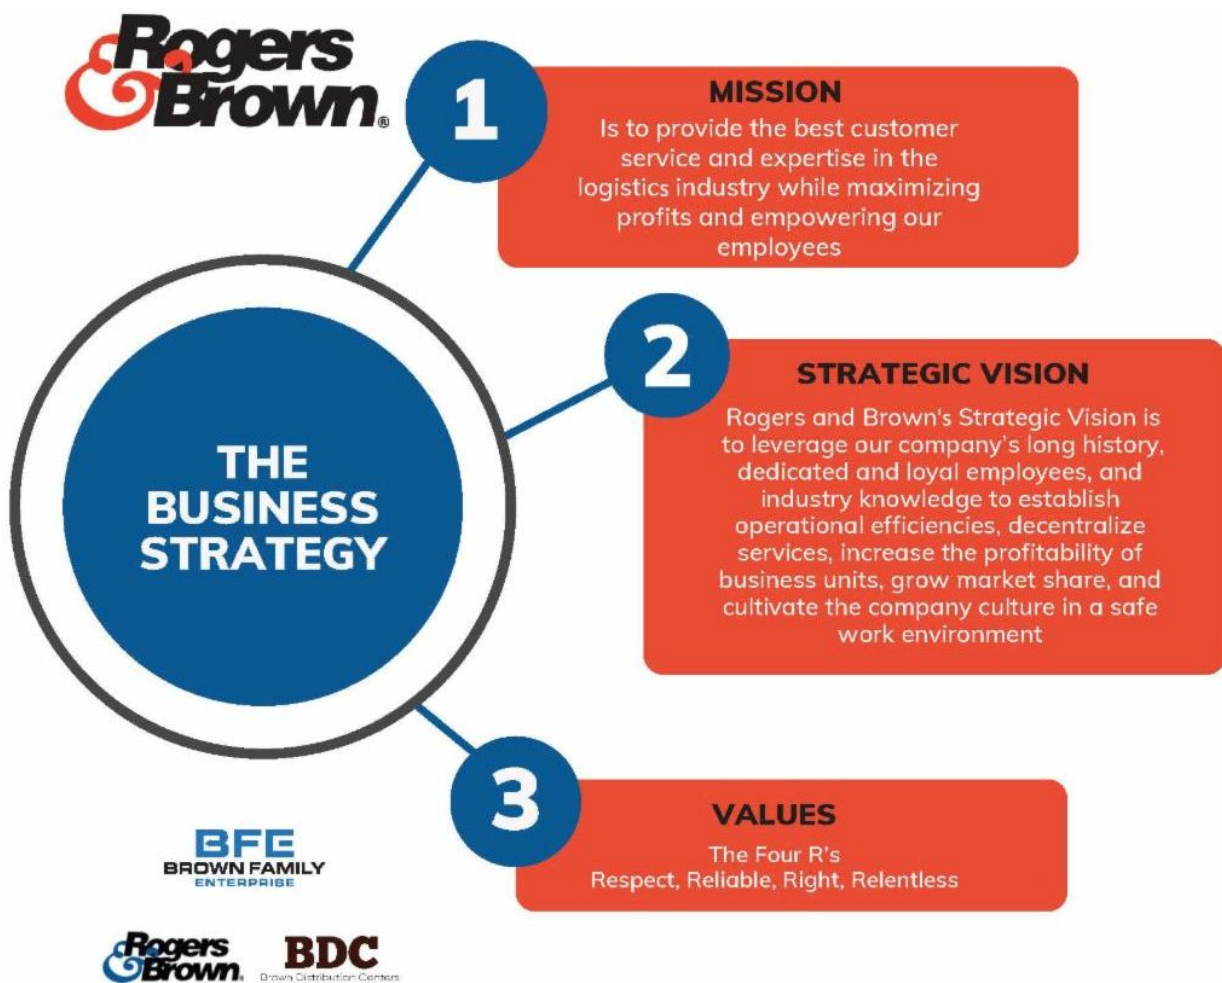 Rogers
& Brown®
1
MISSION
Is to provide the best customer
service and expertise in the
logistics industry while maximizing
profits and empowering our
employees
2
STRATEGIC VISION
Rogers and Brown's Strategic Vision is
to leverage our company's long history,
dedicated and loyal employees, and
industry knowledge to establish
operational efficiencies, decentralize
services, increase the profitability of
business units, grow market share, and
cultivate the company culture in a safe
work environment
THE
BUSINESS
STRATEGY
3
VALUES
The Four R's
Respect, Reliable, Right, Relentless
BFE
BROWN FAMILY
ENTERPRISE
Rogers
& Brown®
BDC
Brown Distribution Centers